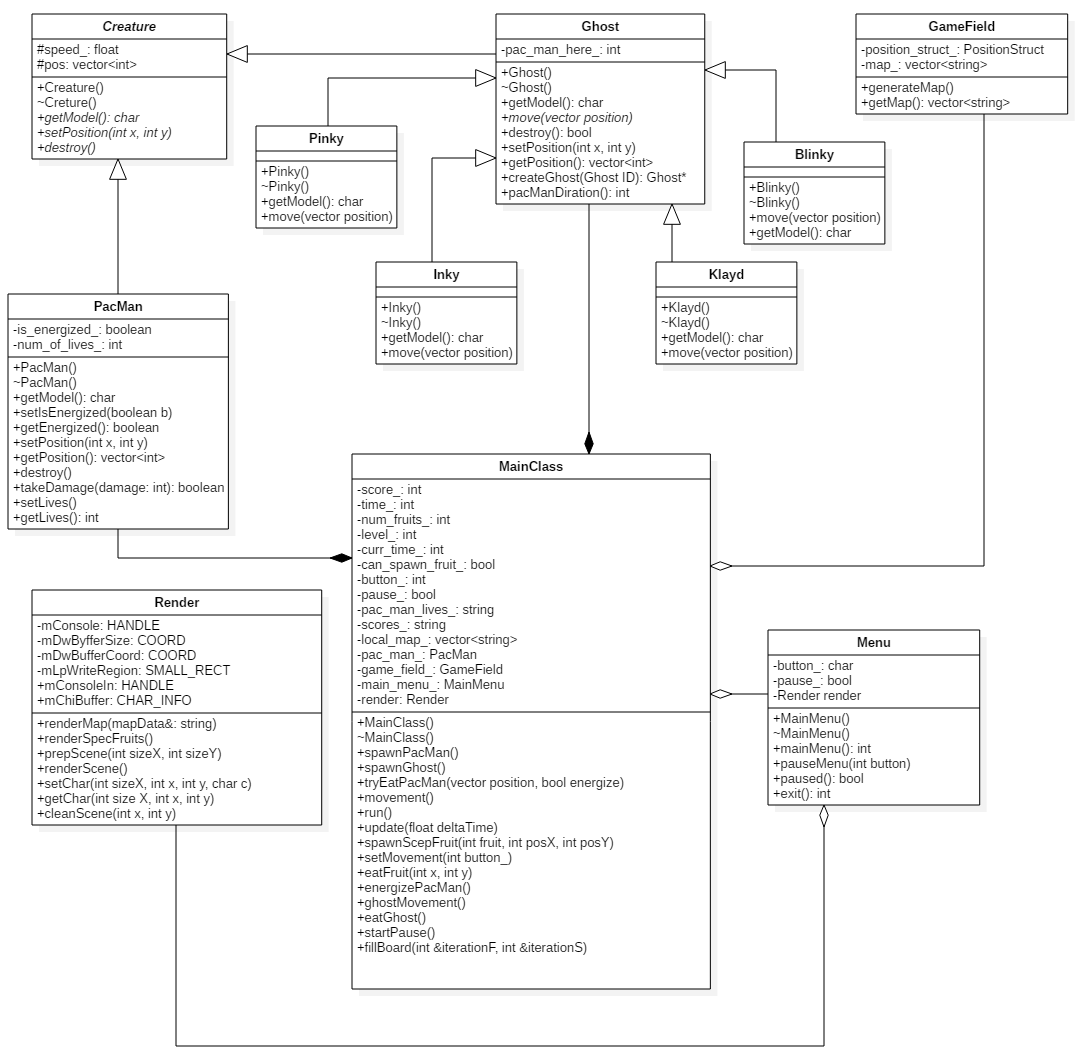 Creature
#speed_: float
#pos: vector<int>
+Creature()
~Creture()
+getModel(): char
+setPosition(int x, int y)
+destroy()
Ghost
-pac_man_here_: int
+Ghost()
~Ghost()
+getModel(): char
+move(vector position)
+destroy(): bool
+setPosition(int x, int y)
+getPosition(): vector<int>
+createGhost(Ghost ID): Ghost*
+pacManDiration(): int
GameField
-position_struct_: PositionStruct
-map_: vector<string>
+generateMap()
+getMap(): vector<string>
Pinky
+Pinky()
~Pinky()
+getModel(): char
+move(vector position)
Blinky
+Blinky()
~Blinky()
+move(vector position)
+getModel(): char
Inky
+Inky()
~Inky()
+getModel(): char
+move(vector position)
Klayd
+Klayd()
~Klayd()
+getModel(): char
+move(vector position)
PacMan
-is_energized_: boolean
-num_of_lives_: int
+PacMan()
~PacMan()
+getModel(): char
+setIsEnergized(boolean b)
+getEnergized(): boolean
+setPosition(int x, int y)
+getPosition(): vector<int>
+destroy()
+takeDamage(damage: int): boolean
+setLives()
+getLives(): int
MainClass
-score_: int
-time_: int
-num_fruits_: int
-level_: int
-curr_time_: int
-can_spawn_fruit_: bool
-button_: int
-pause_: bool
-pac_man_lives_: string
-scores_: string
-local_map_: vector<string>
-pac_man_: PacMan
-game_field_: GameField
-main_menu_: MainMenu
-render: Render
+MainClass()
~MainClass()
+spawnPacMan()
+spawnGhost()
+tryEatPacMan(vector position, bool energize)
+movement()
+run()
+update(float deltaTime)
+spawnScepFruit(int fruit, int posX, int posY)
+setMovement(int button_)
+eatFruit(int x, int y)
+energizePacMan()
+ghostMovement()
+eatGhost()
+startPause()
+fillBoard(int &iterationF, int &iterationS)
Render
-mConsole: HANDLE
-mDwByfferSize: COORD
-mDwBufferCoord: COORD
-mLpWriteRegion: SMALL_RECT
+mConsoleIn: HANDLE
+mChiBuffer: CHAR_INFO
+renderMap(mapData&: string)
+renderSpecFruits()
+prepScene(int sizeX, int sizeY)
+renderScene()
+setChar(int sizeX, int x, int y, char c)
+getChar(int size X, int x, int y)
+cleanScene(int x, int y)
Menu
-button_: char
-pause_: bool
-Render render
+MainMenu()
~MainMenu()
+mainMenu(): int
+pauseMenu(int button)
+paused(): bool
+exit(): int